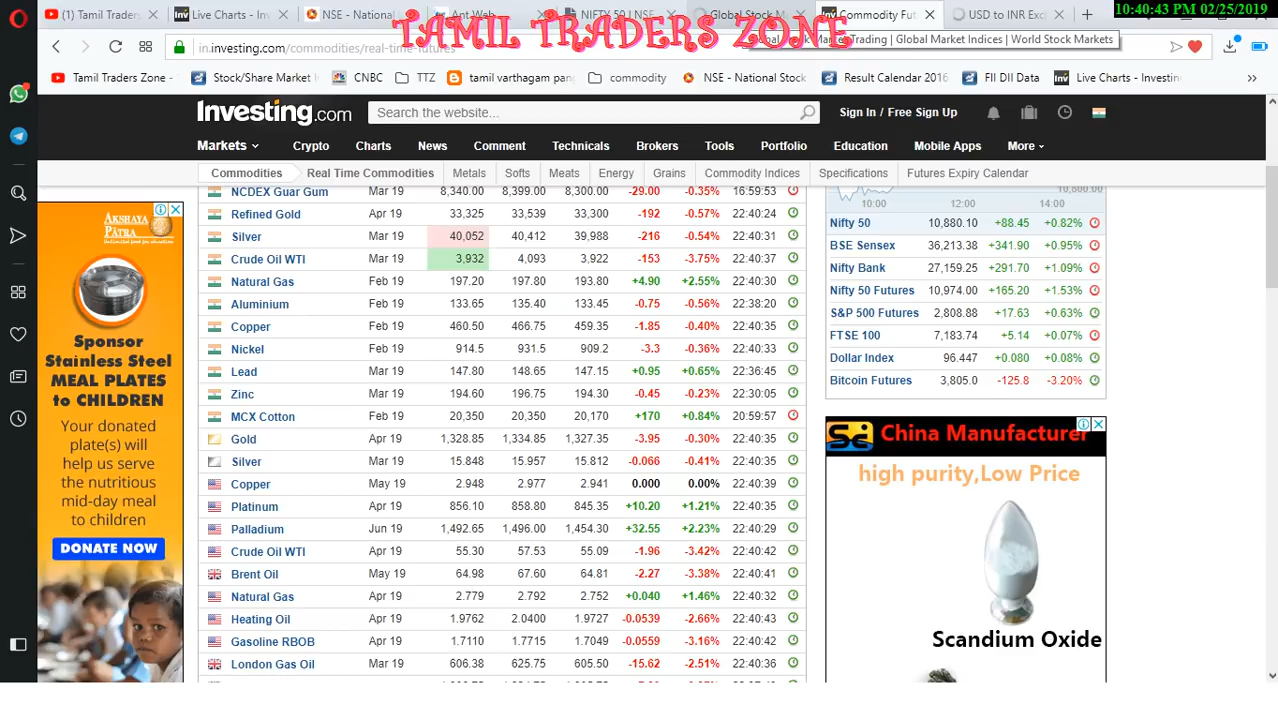 (1) Tamil Traders
Live Charts - In
NSE - National
Ant Web
NIFTY 50 | NSE
Global Stock M
Commodity Fut
USD to INR Exc
10:40:43 PM 02/25/2019
TAMIL TRADERS ZONE
in.investing.com/commodities/real-time-futures
Trading | Global Market Indices | World Stock Markets
Tamil Traders Zone -
Stock/Share Market
CNBC
TTZ
tamil varthagam pan
commodity
NSE - National Stock
Result Calendar 2016
FII DII Data
Live Charts - Investin
Investing.com
Search the website...
Sign In / Free Sign Up
Markets Crypto Charts News Comment Technicals Brokers Tools Portfolio Education Mobile Apps More
Commodities Real Time Commodities Metals Softs Meats Energy Grains Commodity Indices Specifications Futures Expiry Calendar
NCDEX Guar Gum Mar 19 8,340.00 8,399.00 8,300.00 -29.00 -0.35% 16:59:53
Refined Gold Apr 19 33,325 33,539 33,300 -192 -0.57% 22:40:24
Silver Mar 19 40,052 40,412 39,988 -216 -0.54% 22:40:31
Crude Oil WTI Mar 19 3,932 4,093 3,922 -153 -3.75% 22:40:37
Natural Gas Feb 19 197.20 197.80 193.80 +4.90 +2.55% 22:40:30
Aluminium Feb 19 133.65 135.40 133.45 -0.75 -0.56% 22:38:20
Copper Feb 19 460.50 466.75 459.35 -1.85 -0.40% 22:40:35
Nickel Feb 19 914.5 931.5 909.2 -3.3 -0.36% 22:40:33
Lead Feb 19 147.80 148.65 147.15 +0.95 +0.65% 22:36:45
Zinc Feb 19 194.60 196.75 194.30 -0.45 -0.23% 22:30:05
MCX Cotton Feb 19 20,350 20,350 20,170 +170 +0.84% 20:59:57
Gold Apr 19 1,328.85 1,334.85 1,327.35 -3.95 -0.30% 22:40:35
Silver Mar 19 15.848 15.957 15.812 -0.066 -0.41% 22:40:35
Copper May 19 2.948 2.977 2.941 0.000 0.00% 22:40:39
Platinum Apr 19 856.10 858.80 845.35 +10.20 +1.21% 22:40:35
Palladium Jun 19 1,492.65 1,496.00 1,454.30 +32.55 +2.23% 22:40:29
Crude Oil WTI Apr 19 55.30 57.53 55.09 -1.96 -3.42% 22:40:42
Brent Oil May 19 64.98 67.60 64.81 -2.27 -3.38% 22:40:41
Natural Gas Apr 19 2.779 2.792 2.752 +0.040 +1.46% 22:40:32
Heating Oil Apr 19 1.9762 2.0400 1.9727 -0.0539 -2.66% 22:40:43
Gasoline RBOB Apr 19 1.7110 1.7715 1.7049 -0.0559 -3.16% 22:40:42
London Gas Oil Mar 19 606.38 625.75 605.50 -15.62 -2.51% 22:40:36
10,800.00
10:00 12:00 14:00
Nifty 50 10,880.10 +88.45 +0.82%
BSE Sensex 36,213.38 +341.90 +0.95%
Nifty Bank 27,159.25 +291.70 +1.09%
Nifty 50 Futures 10,974.00 +165.20 +1.53%
S&P 500 Futures 2,808.88 +17.63 +0.63%
FTSE 100 7,183.74 +5.14 +0.07%
Dollar Index 96.447 +0.080 +0.08%
Bitcoin Futures 3,805.0 -125.8 -3.20%
AKSHAYA
PĀTRA
Unlimited food for education
Sponsor
Stainless Steel
MEAL PLATES
to CHILDREN
Your donated
plate(s) will
help us serve
the nutritious
mid-day meal
to children
DONATE NOW
SC China Manufacturer
high purity,Low Price
Scandium Oxide